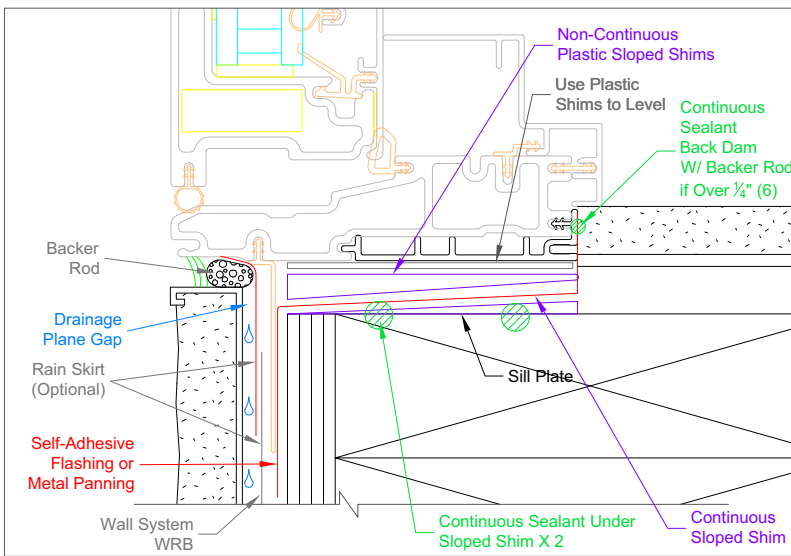 Non-Continuous
Plastic Sloped Shims
Use Plastic
Shims to Level
Continuous
Sealant
Back Dam
W/ Backer Rod
if Over ¼" (6)
Backer
Rod
Drainage
Plane Gap
Rain Skirt
(Optional)
Sill Plate
Self-Adhesive
Flashing or
Metal Panning
Wall System
WRB
Continuous Sealant Under
Sloped Shim X 2
Continuous
Sloped Shim